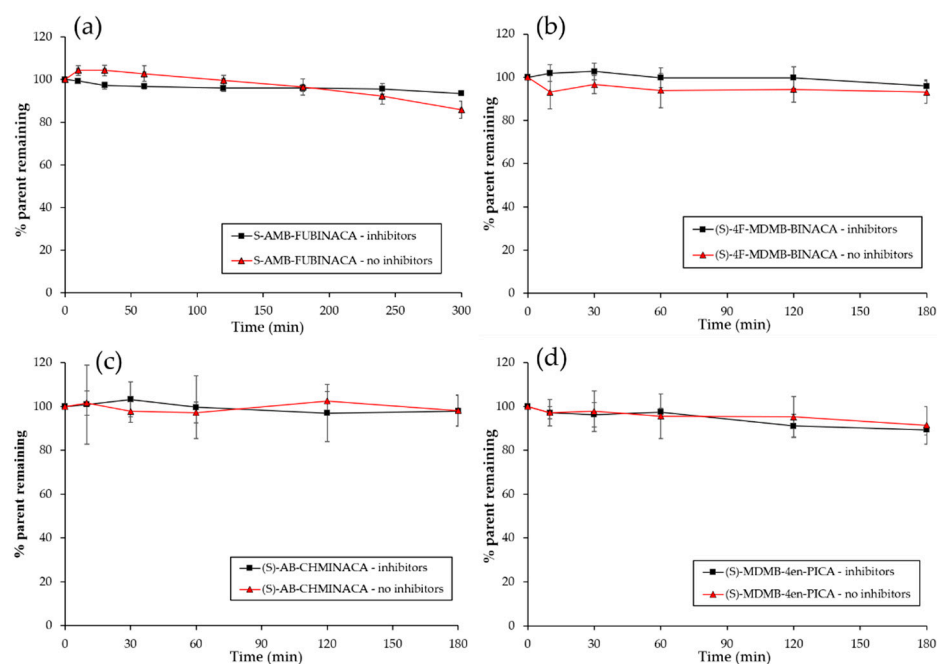 (a)
120
100
80
60
40
20
0
% parent remaining
S-AMB-FUBINACA - inhibitors
S-AMB-FUBINACA - no inhibitors
0 50 100 150 200 250 300
Time (min)
(b)
120
100
80
60
40
20
0
% parent remaining
(S)-4F-MDMB-BINACA - inhibitors
(S)-4F-MDMB-BINACA - no inhibitors
0 30 60 90 120 150 180
Time (min)
(c)
120
100
80
60
40
20
0
% parent remaining
(S)-AB-CHMINACA - inhibitors
(S)-AB-CHMINACA - no inhibitors
0 30 60 90 120 150 180
Time (min)
(d)
120
100
80
60
40
20
0
% parent remaining
(S)-MDMB-4en-PICA - inhibitors
(S)-MDMB-4en-PICA - no inhibitors
0 30 60 90 120 150 180
Time (min)